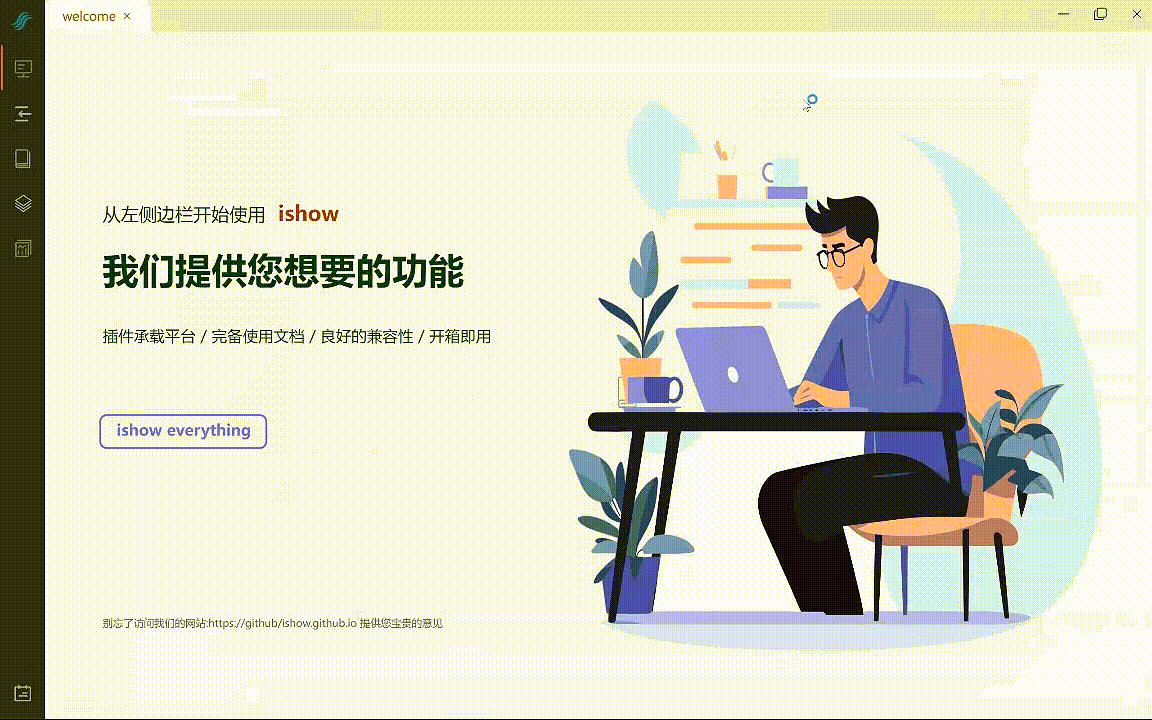 welcome ×
从左侧边栏开始使用 ishow
我们提供您想要的功能
插件承载平台 / 完备使用文档 / 良好的兼容性 / 开箱即用
ishow everything
别忘了访问我们的网站:https://github/ishow.github.io 提供您宝贵的意见